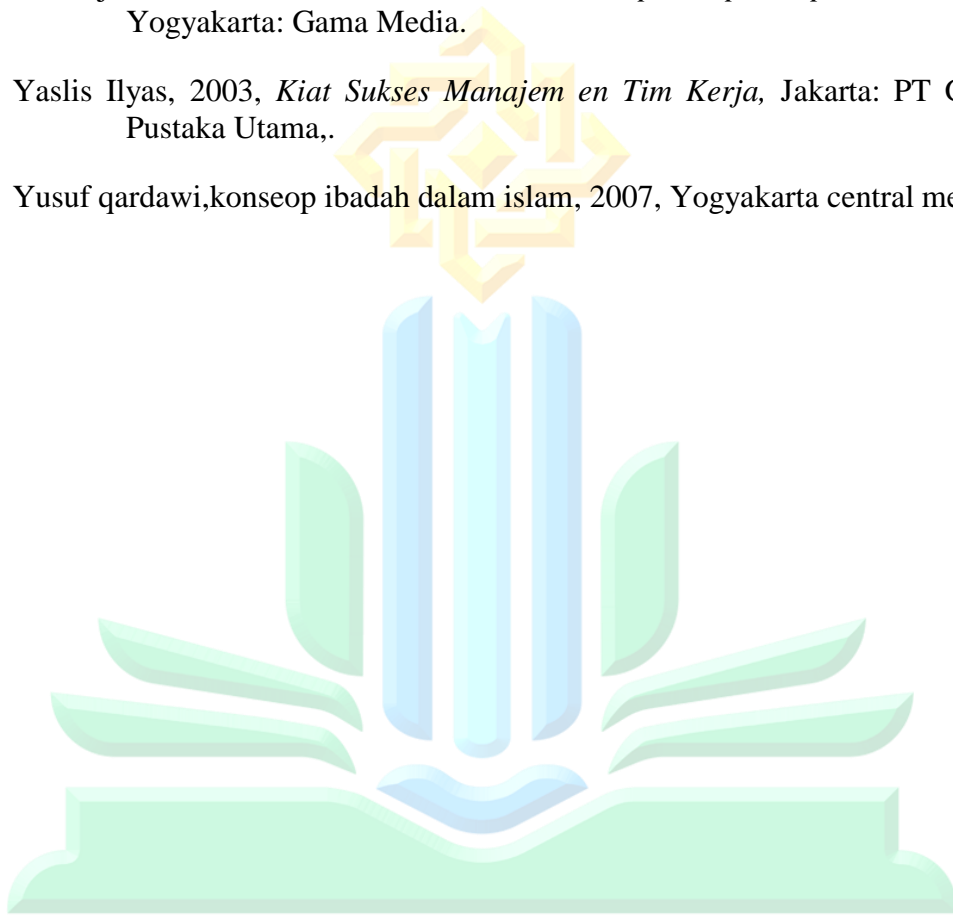 Yogyakarta: Gama Media.
Yaslis Ilyas, 2003, Kiat Sukses Manajem en Tim Kerja, Jakarta: PT
Pustaka Utama,.
Yusuf qardawi,konseop ibadah dalam islam, 2007, Yogyakarta central